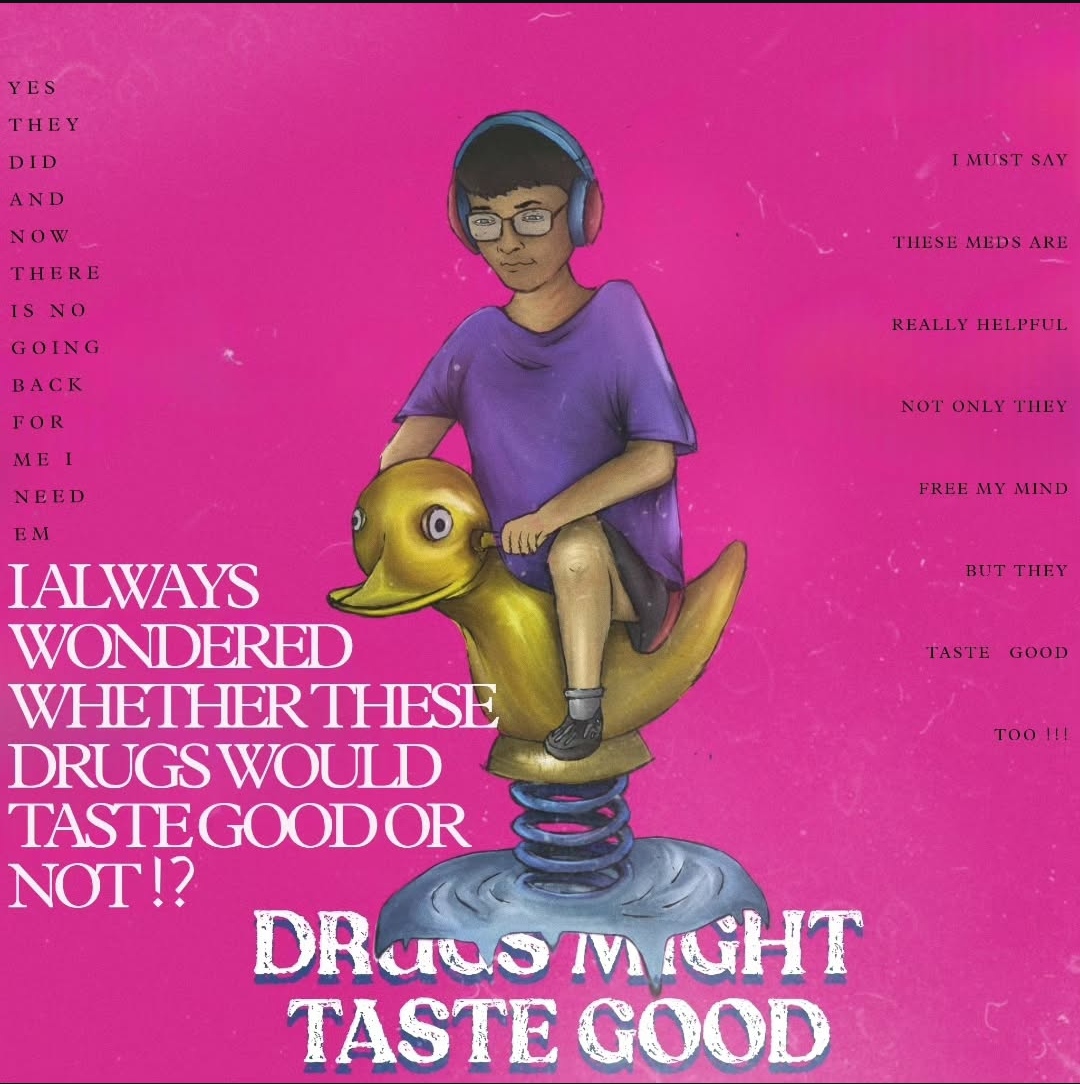 YES
THEY
DID
AND
NOW
THERE
IS NO
GOING
BACK
FOR
ME I
NEED
EM
I ALWAYS
WONDERED
WHETHER THESE
DRUGS WOULD
TASTE GOOD OR
NOT !?
I MUST SAY
THESE MEDS ARE
REALLY HELPFUL
NOT ONLY THEY
FREE MY MIND
BUT THEY
TASTE GOOD
TOO !!!
DRUGS MIGHT
TASTE GOOD